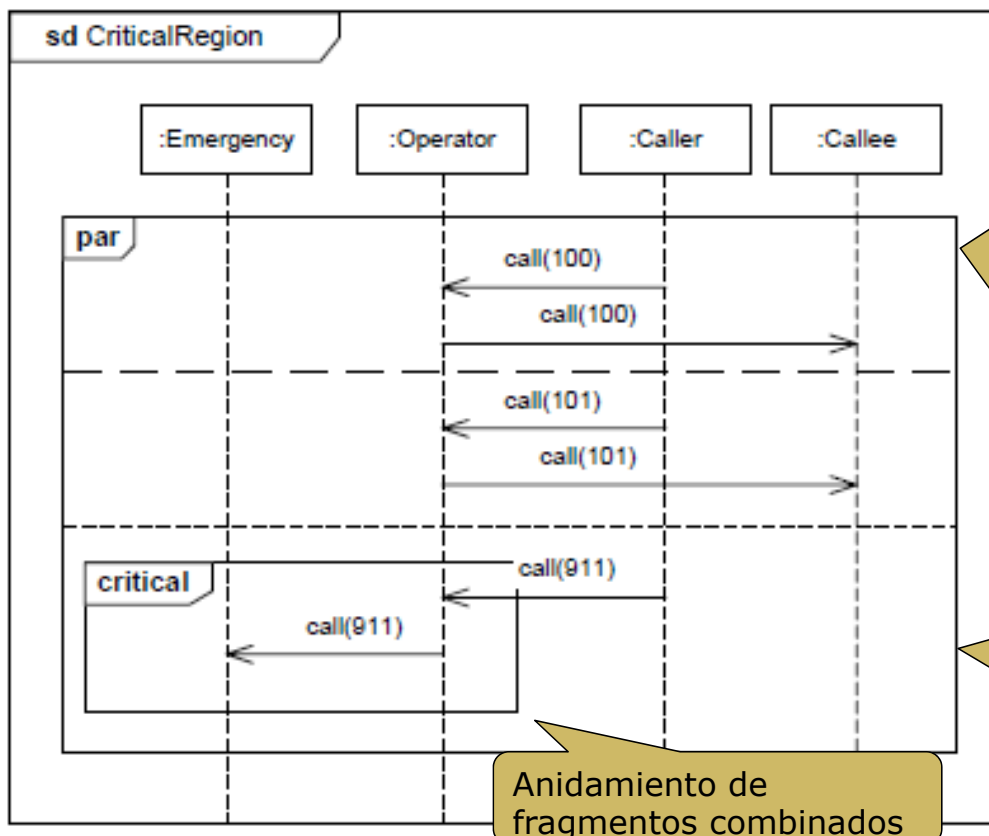 sd CriticalRegion
:Emergency
:Operator
:Caller
:Callee
par
call(100)
call(100)
call(101)
call(101)
critical
call(911)
call(911)
Anidamiento de
fragmentos combinados